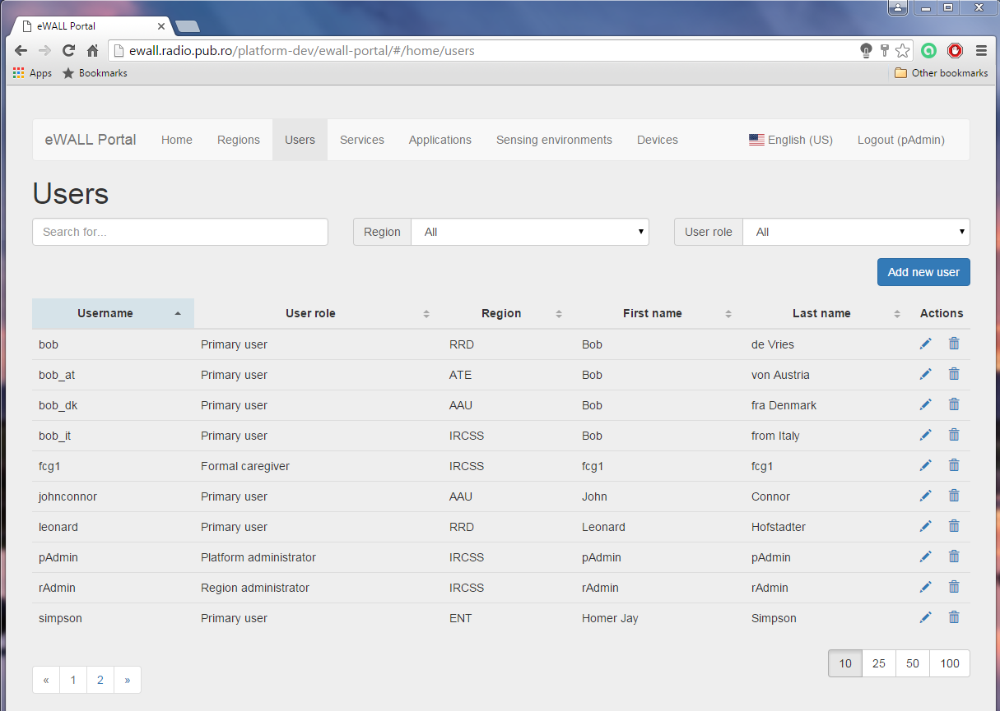 eWALL Portal
ewall.radio.pub.ro/platform-dev/ewall-portal/#/home/users
Apps Bookmarks Other bookmarks
eWALL Portal Home Regions Users Services Applications Sensing environments Devices English (US) Logout (pAdmin)
Users
Search for... Region All User role All
Add new user
Username User role Region First name Last name Actions
bob Primary user RRD Bob de Vries
bob_at Primary user ATE Bob von Austria
bob_dk Primary user AAU Bob fra Denmark
bob_it Primary user IRCSS Bob from Italy
fcg1 Formal caregiver IRCSS fcg1 fcg1
johnconnor Primary user AAU John Connor
leonard Primary user RRD Leonard Hofstadter
pAdmin Platform administrator IRCSS pAdmin pAdmin
rAdmin Region administrator IRCSS rAdmin rAdmin
simpson Primary user ENT Homer Jay Simpson
10 25 50 100
« 1 2 »